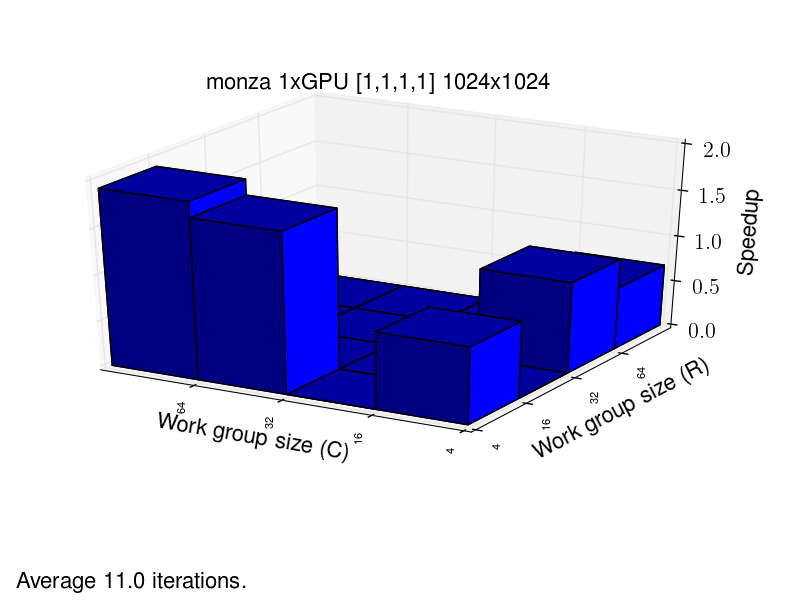 monza 1xGPU [1,1,1,1] 1024x1024
2.0
1.5
1.0
0.5
0.0
Speedup
64
32
16
4
Work group size (C)
4
16
32
64
Work group size (R)
Average 11.0 iterations.